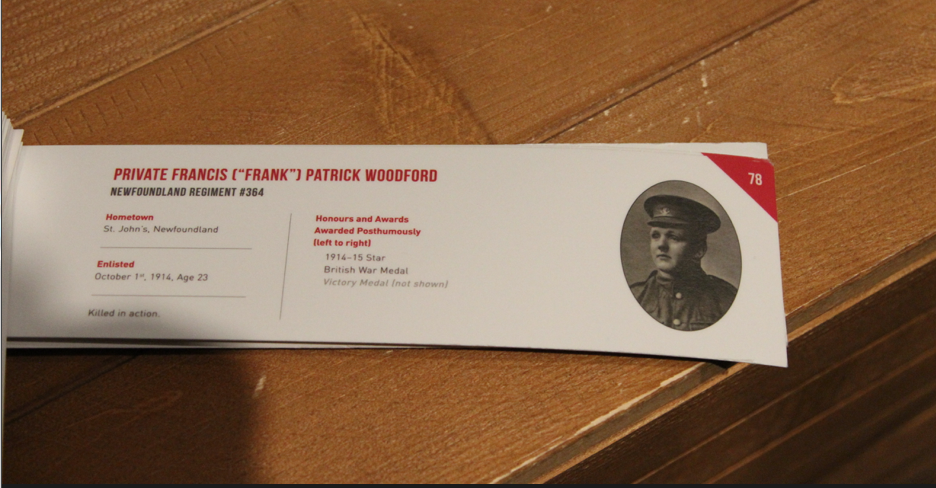 PRIVATE FRANCIS ("FRANK") PATRICK WOODFORD
NEWFOUNDLAND REGIMENT #364
Hometown
St. John's, Newfoundland
Enlisted
October 1st, 1914, Age 23
Killed in action.
Honours and Awards
Awarded Posthumously
(left to right)
1914–15 Star
British War Medal
Victory Medal (not shown)
78